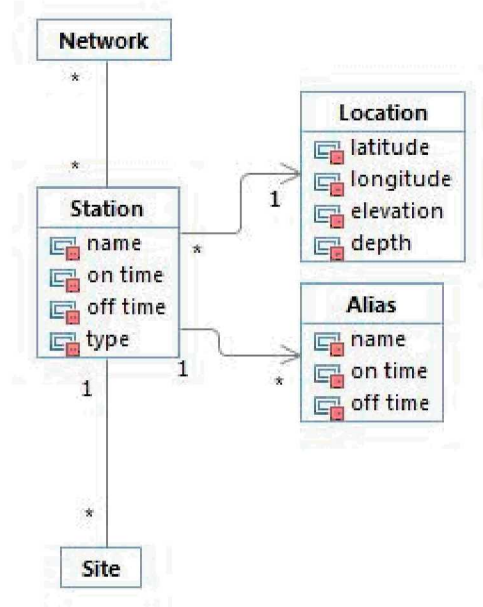 Network
*
*
Station
name
on time
off time
type
*
1
Location
latitude
longitude
elevation
depth
1
*
Alias
name
on time
off time
1
*
Site